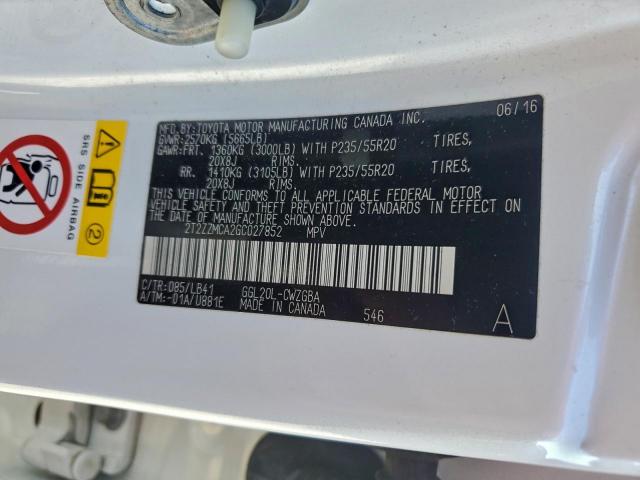 MFD.BY:TOYOTA MOTOR MANUFACTURING CANADA INC. 06/16
GVWR:2570KG (5665LB)
GAWR:FRT. 1360KG (3000LB) WITH P235/55R20 TIRES,
20X8J RIMS,
RR. 1410KG (3105LB) WITH P235/55R20 TIRES,
20X8J RIMS,
THIS VEHICLE CONFORMS TO ALL APPLICABLE FEDERAL MOTOR
VEHICLE SAFETY AND THEFT PREVENTION STANDARDS IN EFFECT
ON THE DATE OF MANUFACTURE SHOWN ABOVE.
2T2ZZMCA2GC027852 MPV
C/TR:085/LB41 GGL20L-CWZGBA
A/TM:-01A/U881E MADE IN CANADA 546 A
SRS SIDE AIRBAG
2